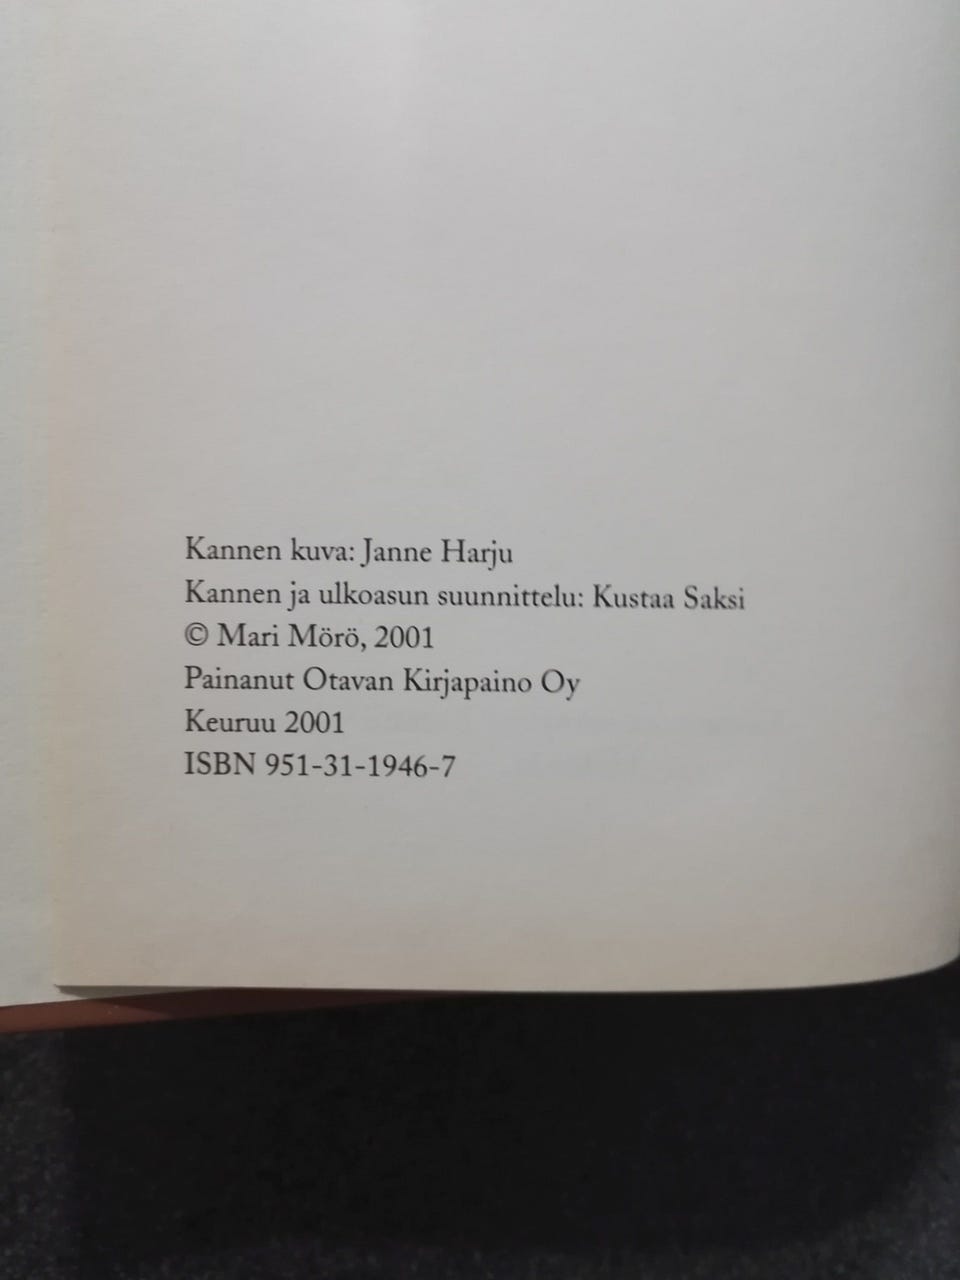 Kannen kuva: Janne Harju
Kannen ja ulkoasun suunnittelu: Kustaa Saksi
© Mari Mörö, 2001
Painanut Otavan Kirjapaino Oy
Keuruu 2001
ISBN 951-31-1946-7